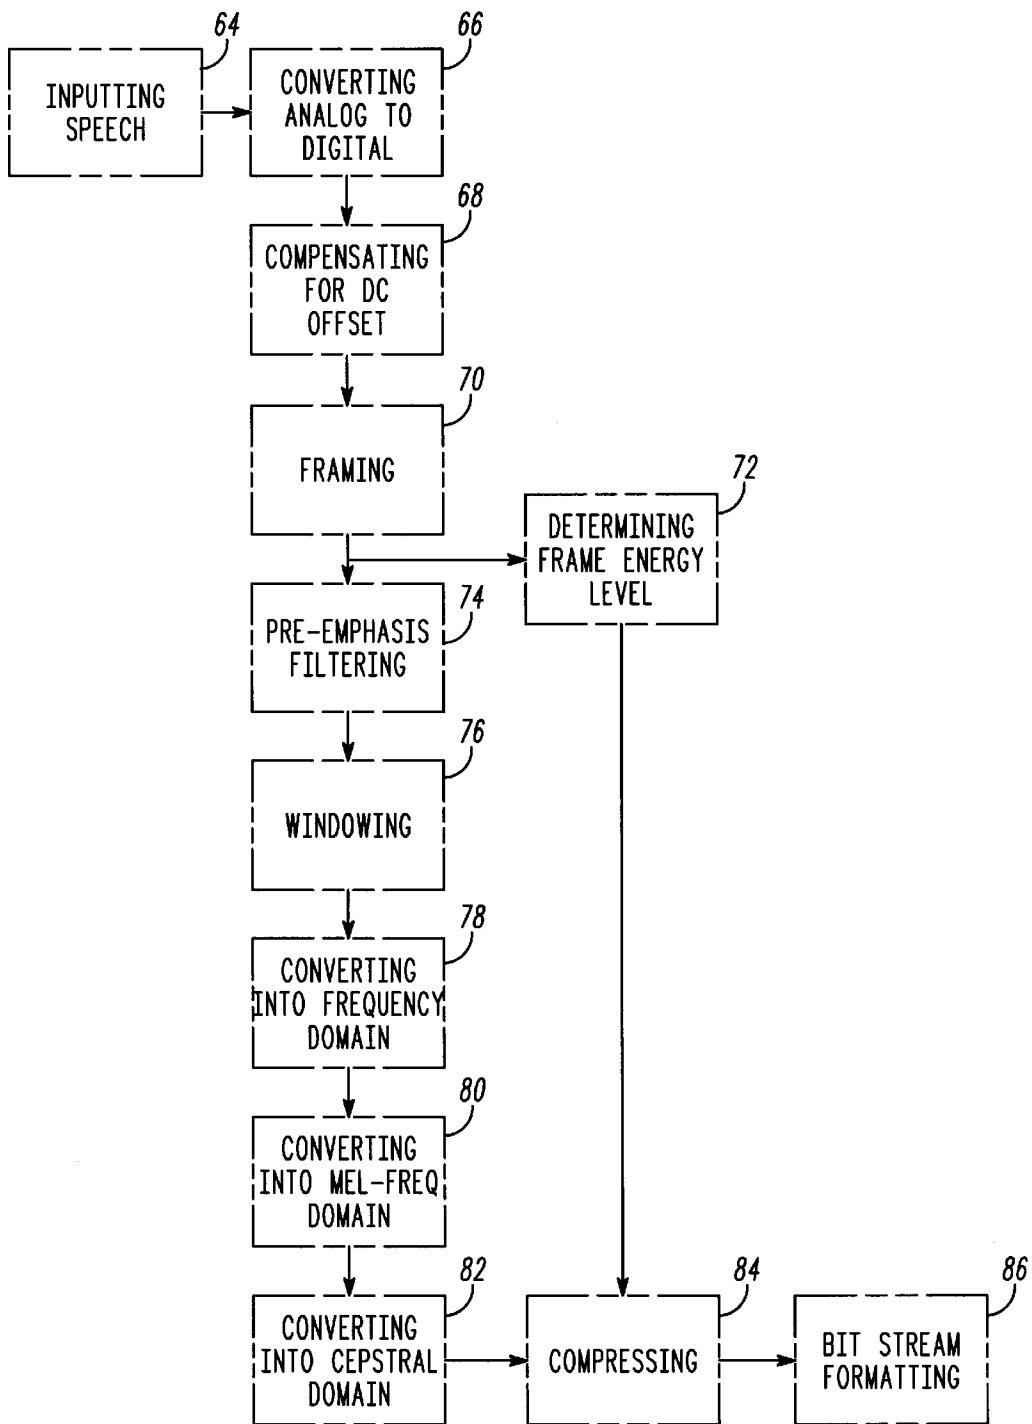 64
INPUTTING
SPEECH
66
CONVERTING
ANALOG TO
DIGITAL
68
COMPENSATING
FOR DC
OFFSET
70
FRAMING
72
DETERMINING
FRAME ENERGY
LEVEL
74
PRE-EMPHASIS
FILTERING
76
WINDOWING
78
CONVERTING
INTO FREQUENCY
DOMAIN
80
CONVERTING
INTO MEL-FREQ
DOMAIN
82
CONVERTING
INTO CEPSTRAL
DOMAIN
84
COMPRESSING
86
BIT STREAM
FORMATTING